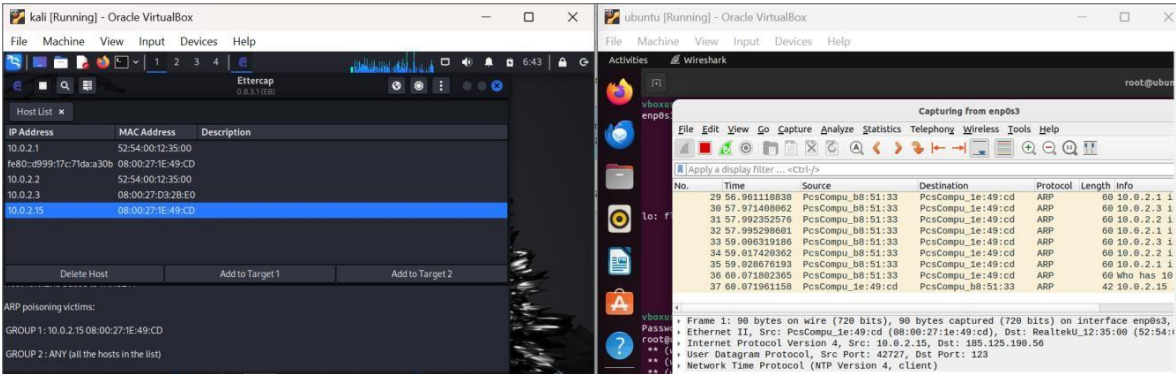 kali [Running] - Oracle VirtualBox
File Machine View Input Devices Help
1 2 3 4
6:43
Ettercap
0.8.3.1 (EB)
Host List ×
IP Address MAC Address Description
10.0.2.1 52:54:00:12:35:00
fe80::d999:17c:71da:a30b 08:00:27:1E:49:CD
10.0.2.2 52:54:00:12:35:00
10.0.2.3 08:00:27:D3:2B:E0
10.0.2.15 08:00:27:1E:49:CD
Delete Host Add to Target 1 Add to Target 2
ARP poisoning victims:
GROUP 1 : 10.0.2.15 08:00:27:1E:49:CD
GROUP 2 : ANY (all the hosts in the list)
ubuntu [Running] - Oracle VirtualBox
File Machine View Input Devices Help
Activities Wireshark
root@ubun
vboxu
enp0s
lo: fl
Capturing from enp0s3
File Edit View Go Capture Analyze Statistics Telephony Wireless Tools Help
Apply a display filter ... <Ctrl-/>
No. Time Source Destination Protocol Length Info
29 56.961118838 PcsCompu_b8:51:33 PcsCompu_1e:49:cd ARP 60 10.0.2.1 i
30 57.971408062 PcsCompu_b8:51:33 PcsCompu_1e:49:cd ARP 60 10.0.2.3 i
31 57.992352576 PcsCompu_b8:51:33 PcsCompu_1e:49:cd ARP 60 10.0.2.2 i
32 57.995298601 PcsCompu_b8:51:33 PcsCompu_1e:49:cd ARP 60 10.0.2.1 i
33 59.006319186 PcsCompu_b8:51:33 PcsCompu_1e:49:cd ARP 60 10.0.2.3 i
34 59.017420362 PcsCompu_b8:51:33 PcsCompu_1e:49:cd ARP 60 10.0.2.2 i
35 59.028676193 PcsCompu_b8:51:33 PcsCompu_1e:49:cd ARP 60 10.0.2.1 i
36 60.071802365 PcsCompu_b8:51:33 PcsCompu_1e:49:cd ARP 60 Who has 10
37 60.071961158 PcsCompu_1e:49:cd PcsCompu_b8:51:33 ARP 42 10.0.2.15
vboxu
Passwo
root@u
** (
** (
** (
Frame 1: 90 bytes on wire (720 bits), 90 bytes captured (720 bits) on interface enp0s3,
Ethernet II, Src: PcsCompu_1e:49:cd (08:00:27:1e:49:cd), Dst: RealtekU_12:35:00 (52:54:
Internet Protocol Version 4, Src: 10.0.2.15, Dst: 185.125.190.56
User Datagram Protocol, Src Port: 42727, Dst Port: 123
Network Time Protocol (NTP Version 4, client)